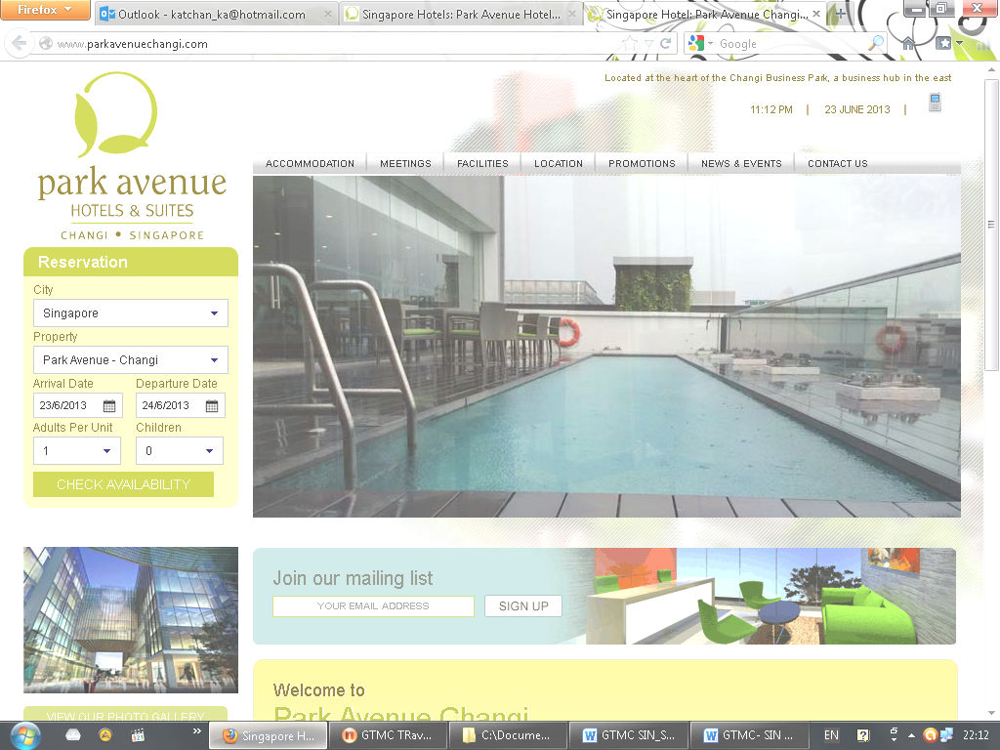 Firefox
Outlook - katchan_ka@hotmail.com
Singapore Hotels: Park Avenue Hotel...
Singapore Hotel: Park Avenue Changi...
www.parkavenuechangi.com
Google
Located at the heart of the Changi Business Park, a business hub in the east
11:12 PM | 23 JUNE 2013 |
park avenue
HOTELS & SUITES
CHANGI • SINGAPORE
ACCOMMODATION
MEETINGS
FACILITIES
LOCATION
PROMOTIONS
NEWS & EVENTS
CONTACT US
Reservation
City
Singapore
Property
Park Avenue - Changi
Arrival Date
Departure Date
23/6/2013
24/6/2013
Adults Per Unit
Children
1
0
CHECK AVAILABILITY
Join our mailing list
YOUR EMAIL ADDRESS
SIGN UP
Welcome to
Park Avenue Changi
VIEW OUR PHOTO GALLERY
Singapore H...
GTMC TRav...
C:\Docume...
GTMC SIN_S...
GTMC- SIN ...
EN
22:12